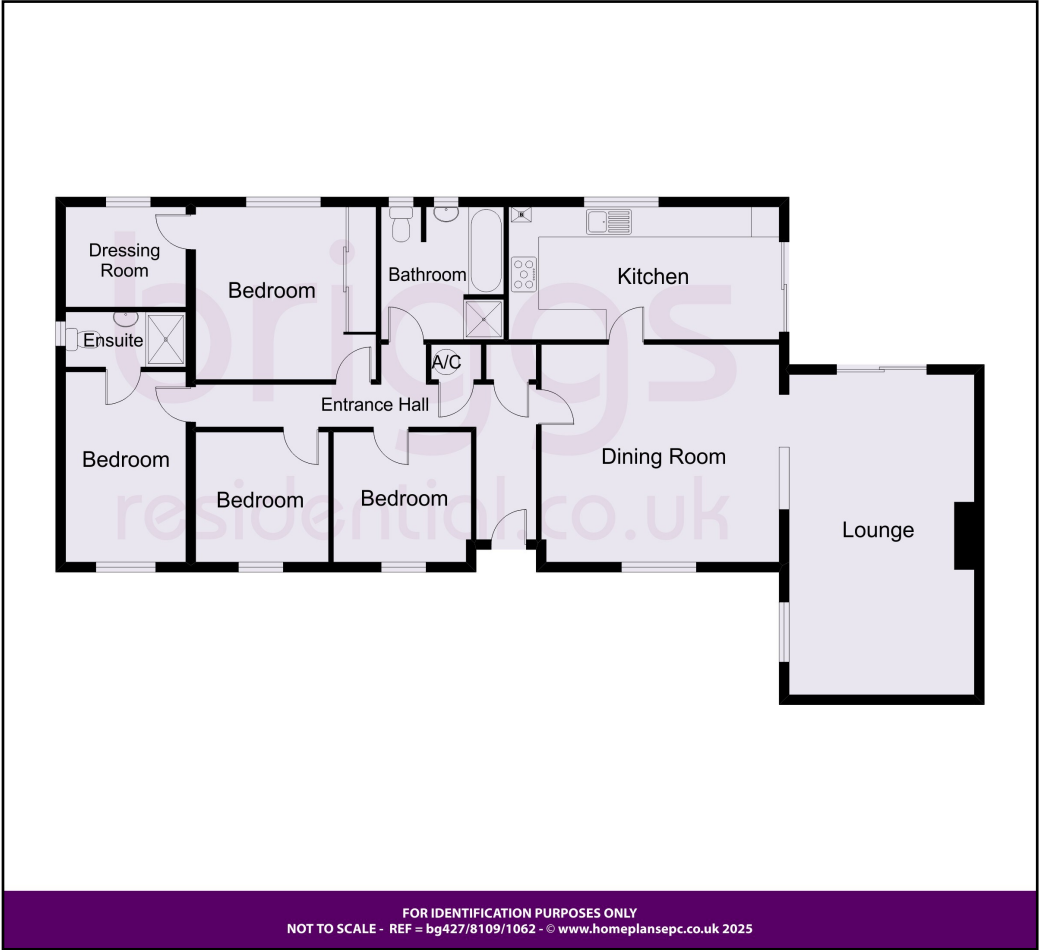 Dressing
Room
Bedroom
Bathroom
Kitchen
Ensuite
A/C
Entrance Hall
Bedroom
Bedroom
Bedroom
Dining Room
Lounge
briggs
residential.co.uk
FOR IDENTIFICATION PURPOSES ONLY
NOT TO SCALE - REF = bg427/8109/1062 - © www.homeplansepc.co.uk 2025